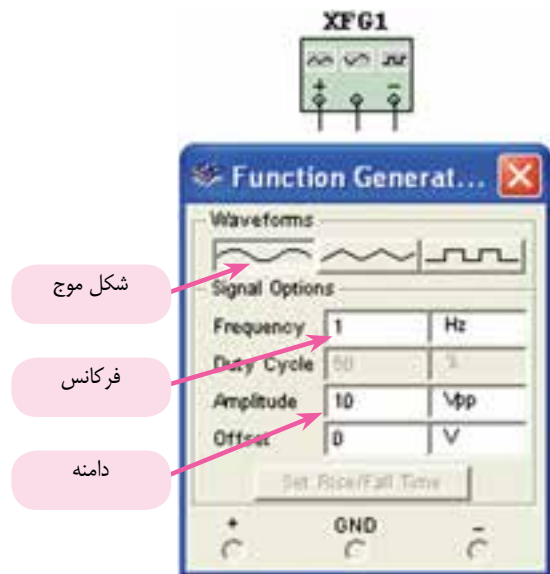 XFG1
+ -
Function Generat...
Waveforms
شکل موج
Signal Options
Frequency 1 Hz
فرکانس
Duty Cycle 50 %
Amplitude 10 Vpp
Offset 0 V
دامنه
Set Rise/Fall Time
+ GND -